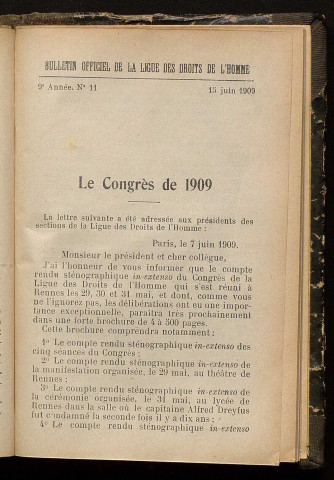 BULLETIN OFFICIEL DE LA LIGUE DES DROITS DE L'HOMME
9e Année. N° 11 15 juin 1909
Le Congrès de 1909
La lettre suivante a été adressée aux présidents des
sections de la Ligue des Droits de l'Homme :
Paris, le 7 juin 1909.
Monsieur le président et cher collègue,
J'ai l'honneur de vous informer que le compte
rendu sténographique in-extenso du Congrès de la
Ligue des Droits de l'Homme qui s'est réuni à
Rennes les 29, 30 et 31 mai, et dont, comme vous
ne l'ignorez pas, les délibérations ont eu une impor-
tance exceptionnelle, paraîtra très prochainement
dans une forte brochure de 4 à 500 pages.
Cette brochure comprendra notamment :
1° Le compte rendu sténographique in-extenso des
cinq séances du Congrès ;
2° Le compte rendu sténographique in-extenso de
la manifestation organisée, le 29 mai, au théâtre de
Rennes ;
3° Le compte rendu sténographique in-extenso de
la cérémonie organisée, le 31 mai, au lycée de
Rennes dans la salle où le capitaine Alfred Dreyfus
fut condamné la seconde fois il y a dix ans ;
4° Le compte rendu sténographique in-extenso